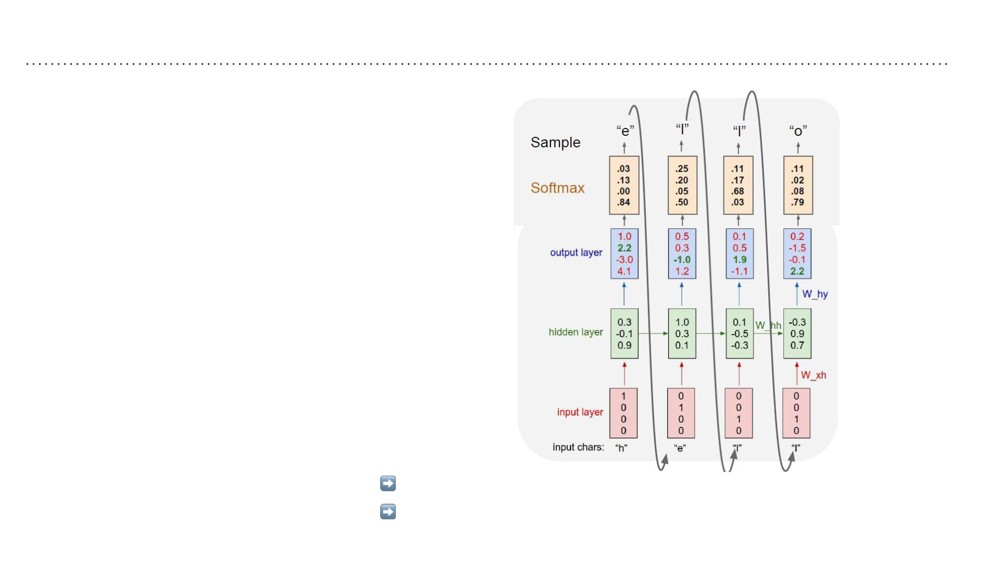 “e” “l” “l” “o”
Sample
.03 .25 .11 .11
.13 .20 .17 .02
Softmax
.00 .05 .68 .08
.84 .50 .03 .79
1.0 0.5 0.1 0.2
2.2 0.3 0.5 -1.5
output layer
-3.0 -1.0 1.9 -0.1
4.1 1.2 -1.1 2.2
W_hy
0.3 1.0 0.1 W_hh -0.3
hidden layer -0.1 0.3 -0.5 0.9
0.9 0.1 -0.3 0.7
W_xh
1 0 0 0
0 1 0 0
input layer
0 0 1 1
0 0 0 0
input chars: “h” “e” “l” “l”